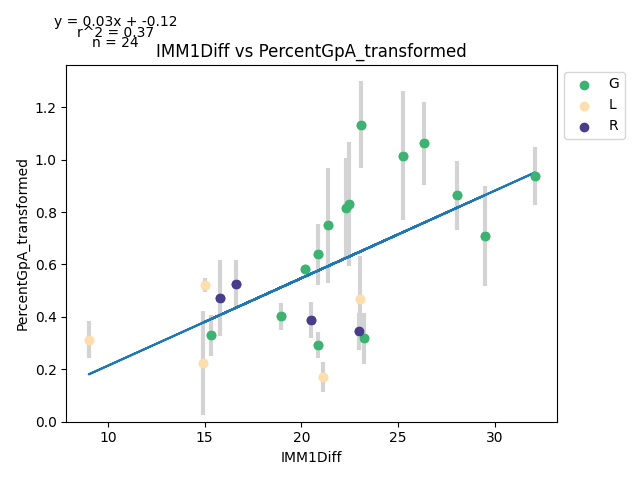 y = 0.03x + -0.12
r^2 = 0.37
n = 24
IMM1Diff vs PercentGpA_transformed
G
L
R
1.2
1.0
0.8
0.6
0.4
0.2
0.0
PercentGpA_transformed
10 15 20 25 30
IMM1Diff